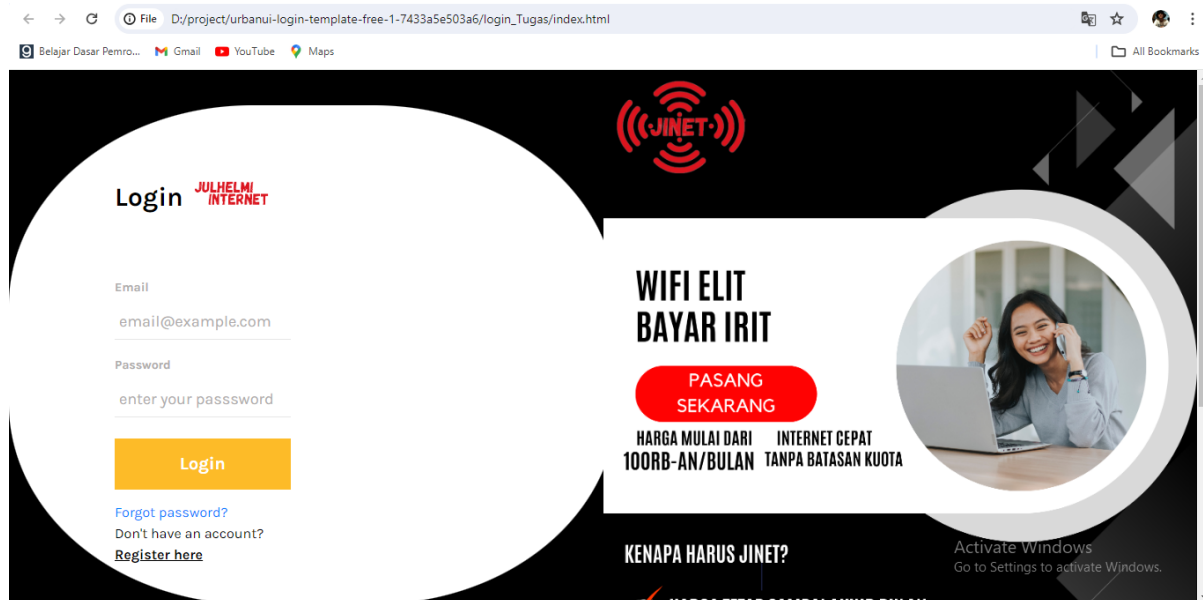 File D:/project/urbanui-login-template-free-1-7433a5e503a6/login_Tugas/index.html
Belajar Dasar Pemro... Gmail YouTube Maps All Bookmarks
JINET
Login JULHELMI
INTERNET
Email
email@example.com
Password
enter your passsword
Login
Forgot password?
Don't have an account?
Register here
WIFI ELIT
BAYAR IRIT
PASANG
SEKARANG
HARGA MULAI DARI
100RB-AN/BULAN
INTERNET CEPAT
TANPA BATASAN KUOTA
KENAPA HARUS JINET?
Activate Windows
Go to Settings to activate Windows.